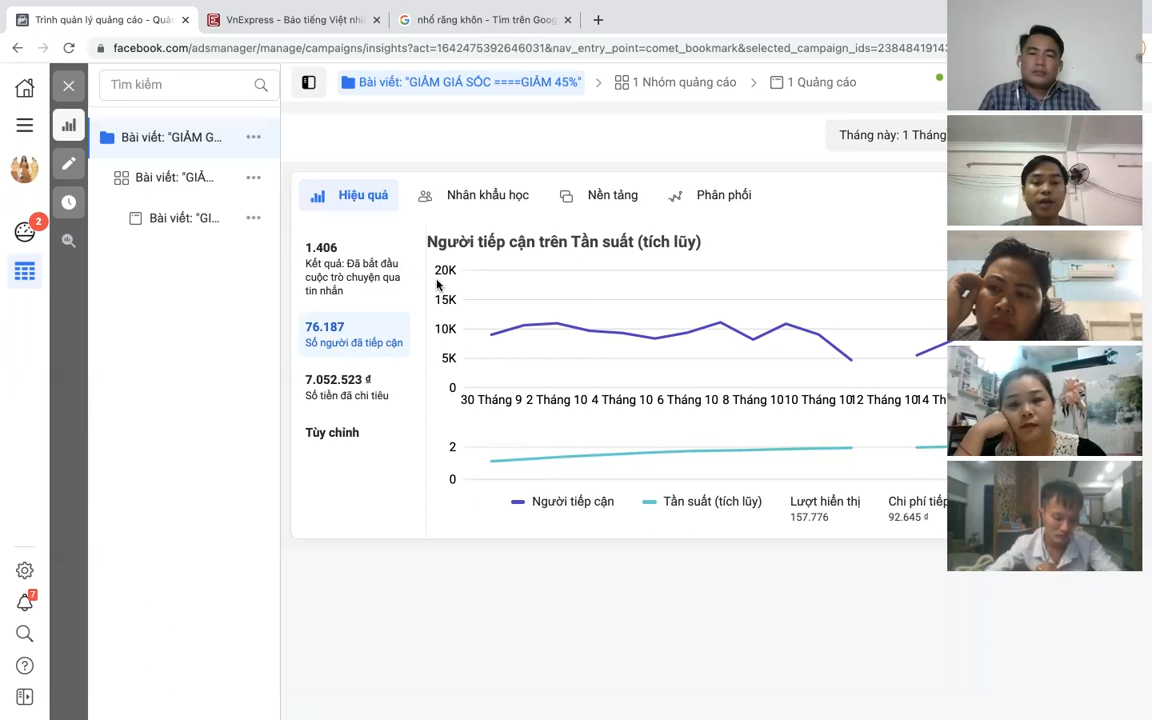 Trình quản lý quảng cáo - Quản
VnExpress - Báo tiếng Việt nhi
nhổ răng khôn - Tìm trên Goog
facebook.com/adsmanager/manage/campaigns/insights?act=1642475392646031&nav_entry_point=comet_bookmark&selected_campaign_ids=2384841914
Tìm kiếm
Bài viết: "GIẢM GIÁ SỐC ====GIẢM 45%"
1 Nhóm quảng cáo
1 Quảng cáo
Bài viết: "GIẢM G...
Tháng này: 1 Tháng
Bài viết: "GIẢ...
Bài viết: "GI...
2
Hiệu quả
Nhân khẩu học
Nền tảng
Phân phối
1.406
Kết quả: Đã bắt đầu
cuộc trò chuyện qua
tin nhắn
76.187
Số người đã tiếp cận
7.052.523 ₫
Số tiền đã chi tiêu
Tùy chỉnh
Người tiếp cận trên Tần suất (tích lũy)
20K
15K
10K
5K
0
30 Tháng 9 2 Tháng 10 4 Tháng 10 6 Tháng 10 8 Tháng 10 10 Tháng 10 12 Tháng 10 14 Th
2
0
Người tiếp cận
Tần suất (tích lũy)
Lượt hiển thị
157.776
Chi phí tiếp
92.645 ₫
7